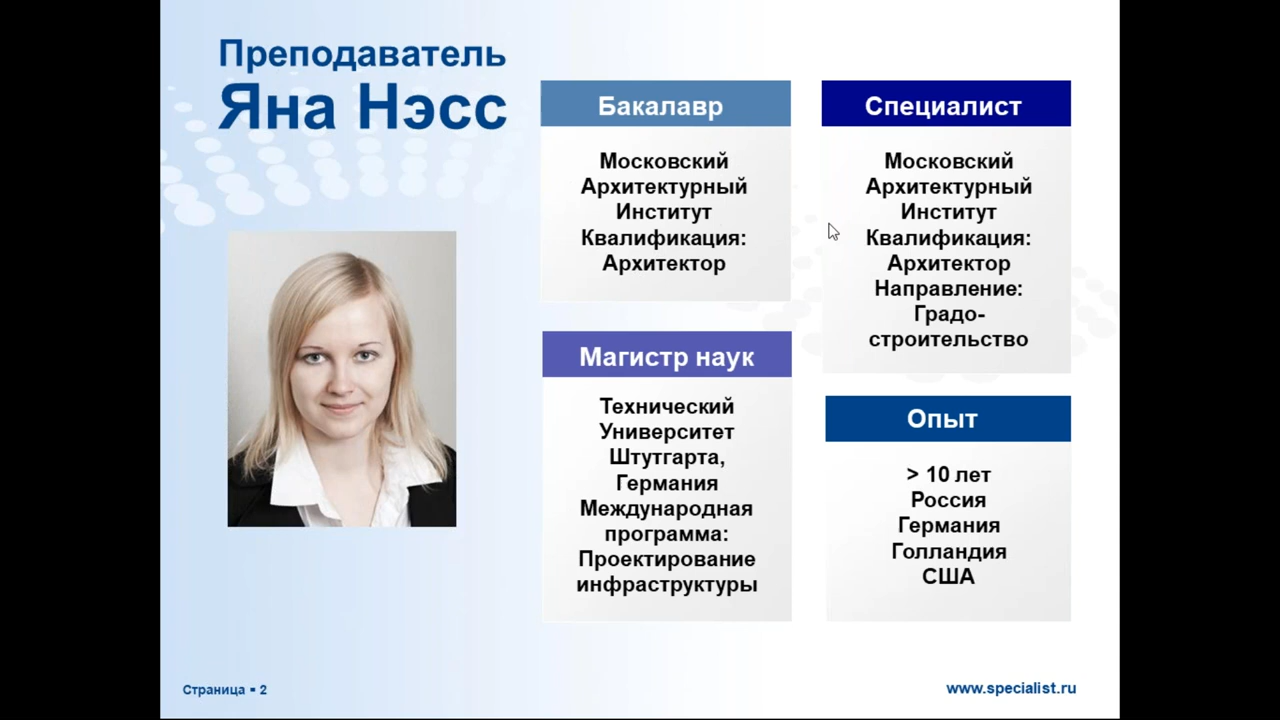 Преподаватель
Яна Нэсс
Бакалавр
Московский
Архитектурный
Институт
Квалификация:
Архитектор
Специалист
Московский
Архитектурный
Институт
Квалификация:
Архитектор
Направление:
Градо-
строительство
Магистр наук
Технический
Университет
Штутгарта,
Германия
Международная
программа:
Проектирование
инфраструктуры
Опыт
> 10 лет
Россия
Германия
Голландия
США
Страница ▪ 2
www.specialist.ru